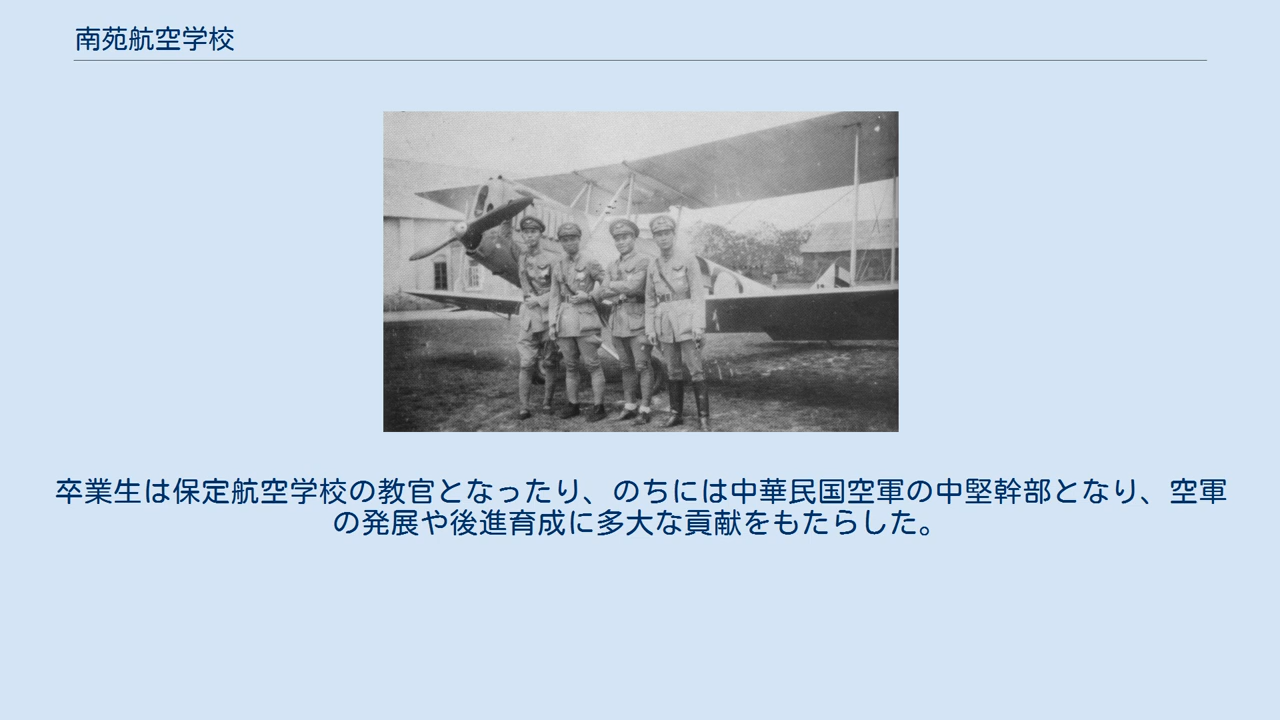 南苑航空学校
卒業生は保定航空学校の教官となったり、のちには中華民国空軍の中堅幹部となり、空軍
の発展や後進育成に多大な貢献をもたらした。